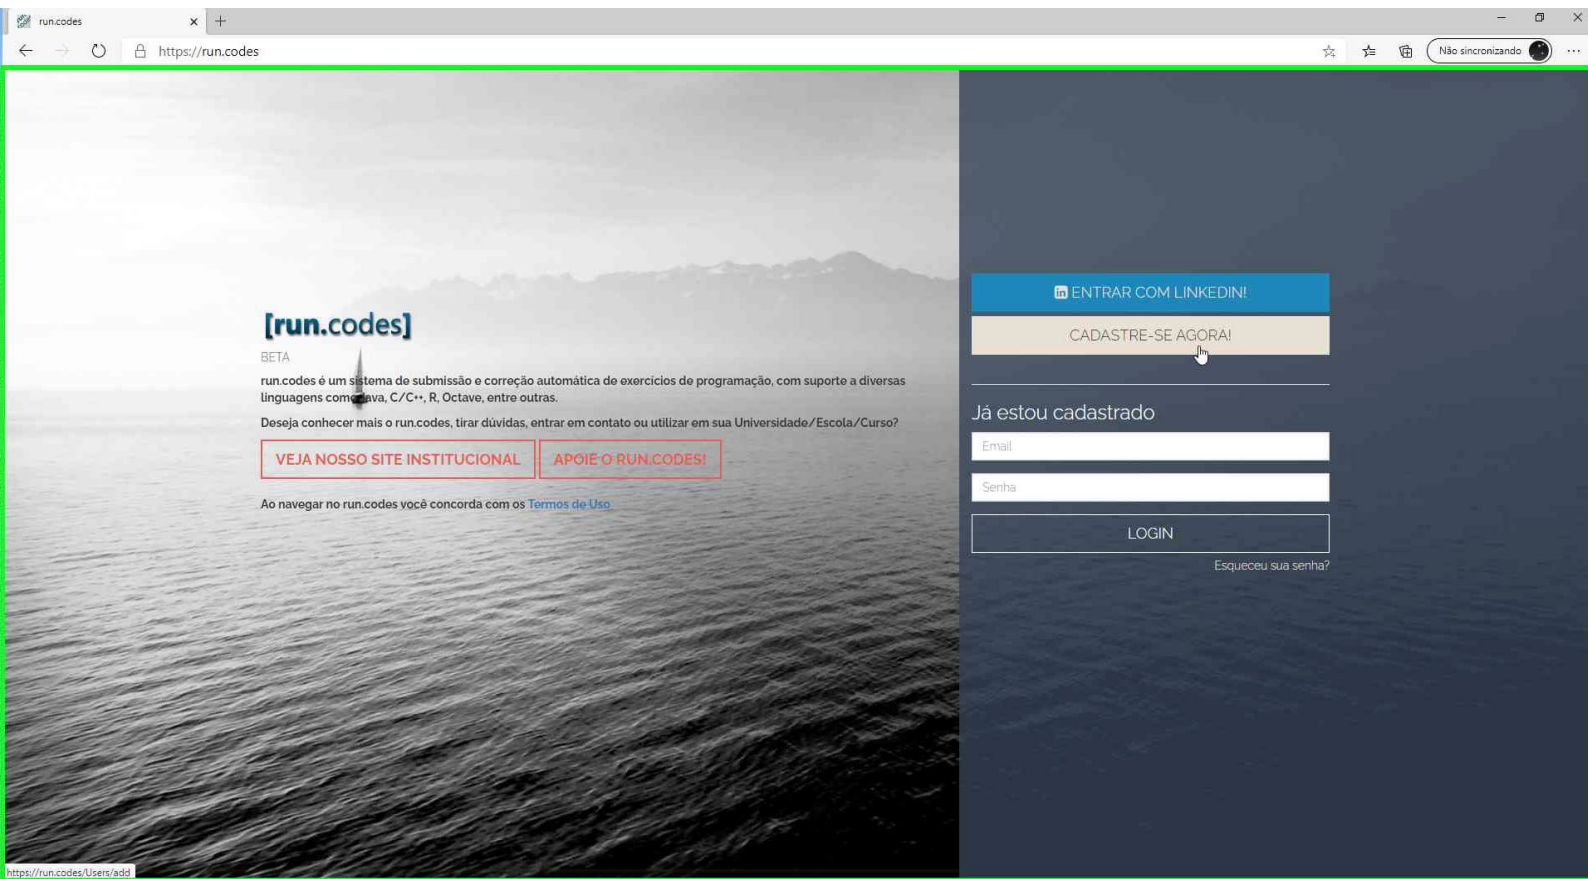 run.codes
https://run.codes
Não sincronizando
[run.codes]
BETA
run.codes é um sistema de submissão e correção automática de exercícios de programação, com suporte a diversas
linguagens como Java, C/C++, R, Octave, entre outras.
Deseja conhecer mais o run.codes, tirar dúvidas, entrar em contato ou utilizar em sua Universidade/Escola/Curso?
VEJA NOSSO SITE INSTITUCIONAL
APOIE O RUN.CODES!
Ao navegar no run.codes você concorda com os Termos de Uso
in ENTRAR COM LINKEDIN!
CADASTRE-SE AGORA!
Já estou cadastrado
Email
Senha
LOGIN
Esqueceu sua senha?
https://run.codes/Users/add